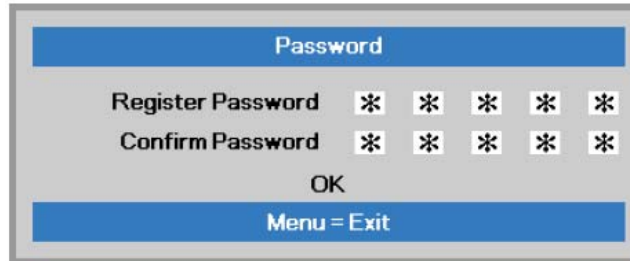 Password
Register Password * * * * *
Confirm Password * * * * *
OK
Menu = Exit